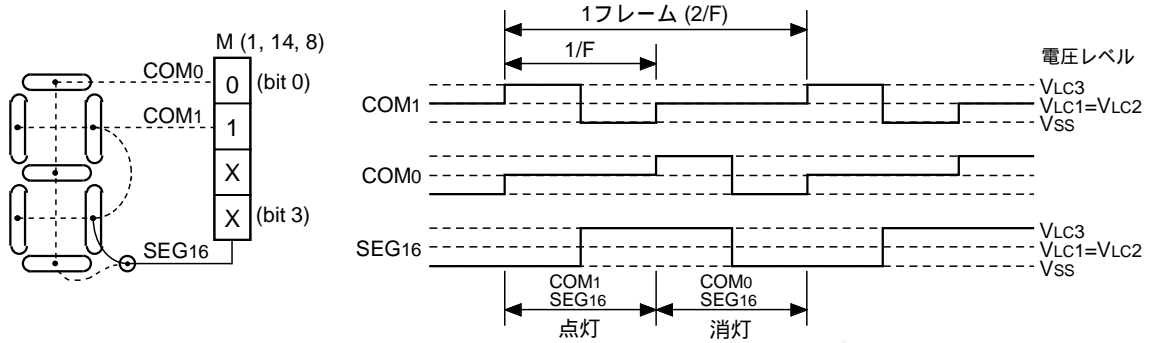 M (1, 14, 8)
COM0
0
(bit 0)
COM1
1
X
X
(bit 3)
SEG16
1フレーム (2/F)
1/F
電圧レベル
COM1
VLC3
VLC1=VLC2
VSS
COM0
SEG16
VLC3
VLC1=VLC2
VSS
COM1
SEG16
点灯
COM0
SEG16
消灯